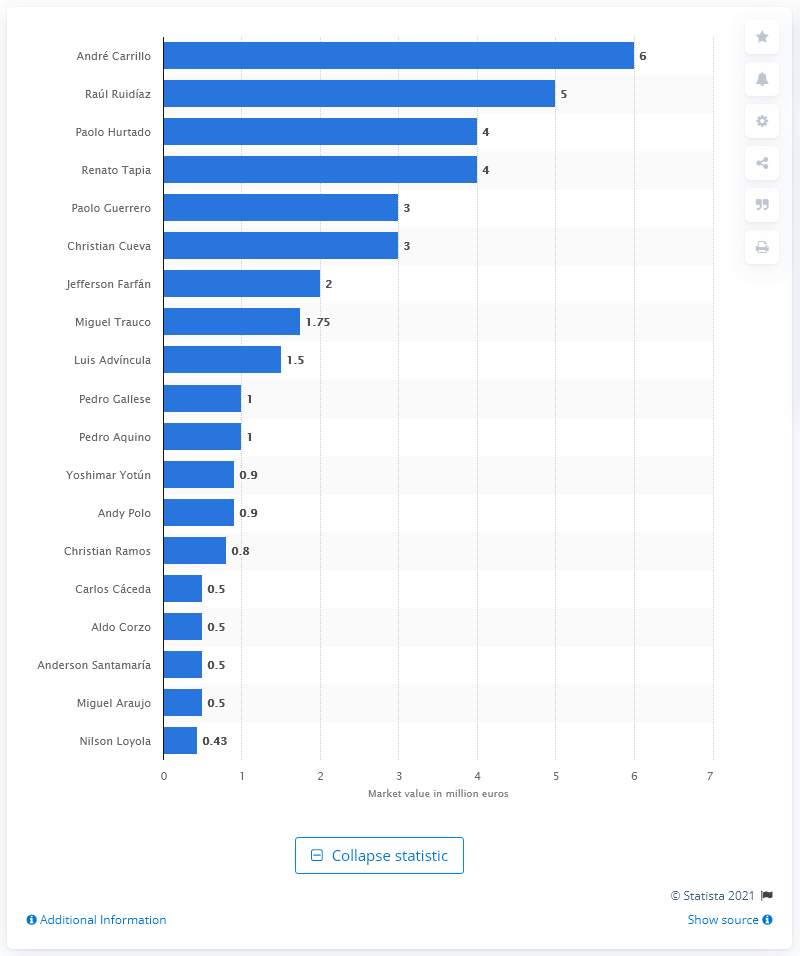 André Carrillo 6
Raúl Ruidíaz 5
Paolo Hurtado 4
Renato Tapia 4
Paolo Guerrero 3
Christian Cueva 3
Jefferson Farfán 2
Miguel Trauco 1.75
Luis Advíncula 1.5
Pedro Gallese 1
Pedro Aquino 1
Yoshimar Yotún 0.9
Andy Polo 0.9
Christian Ramos 0.8
Carlos Cáceda 0.5
Aldo Corzo 0.5
Anderson Santamaría 0.5
Miguel Araujo 0.5
Nilson Loyola 0.43
0 1 2 3 4 5 6 7
Market value in million euros
Collapse statistic
© Statista 2021
Additional Information Show source